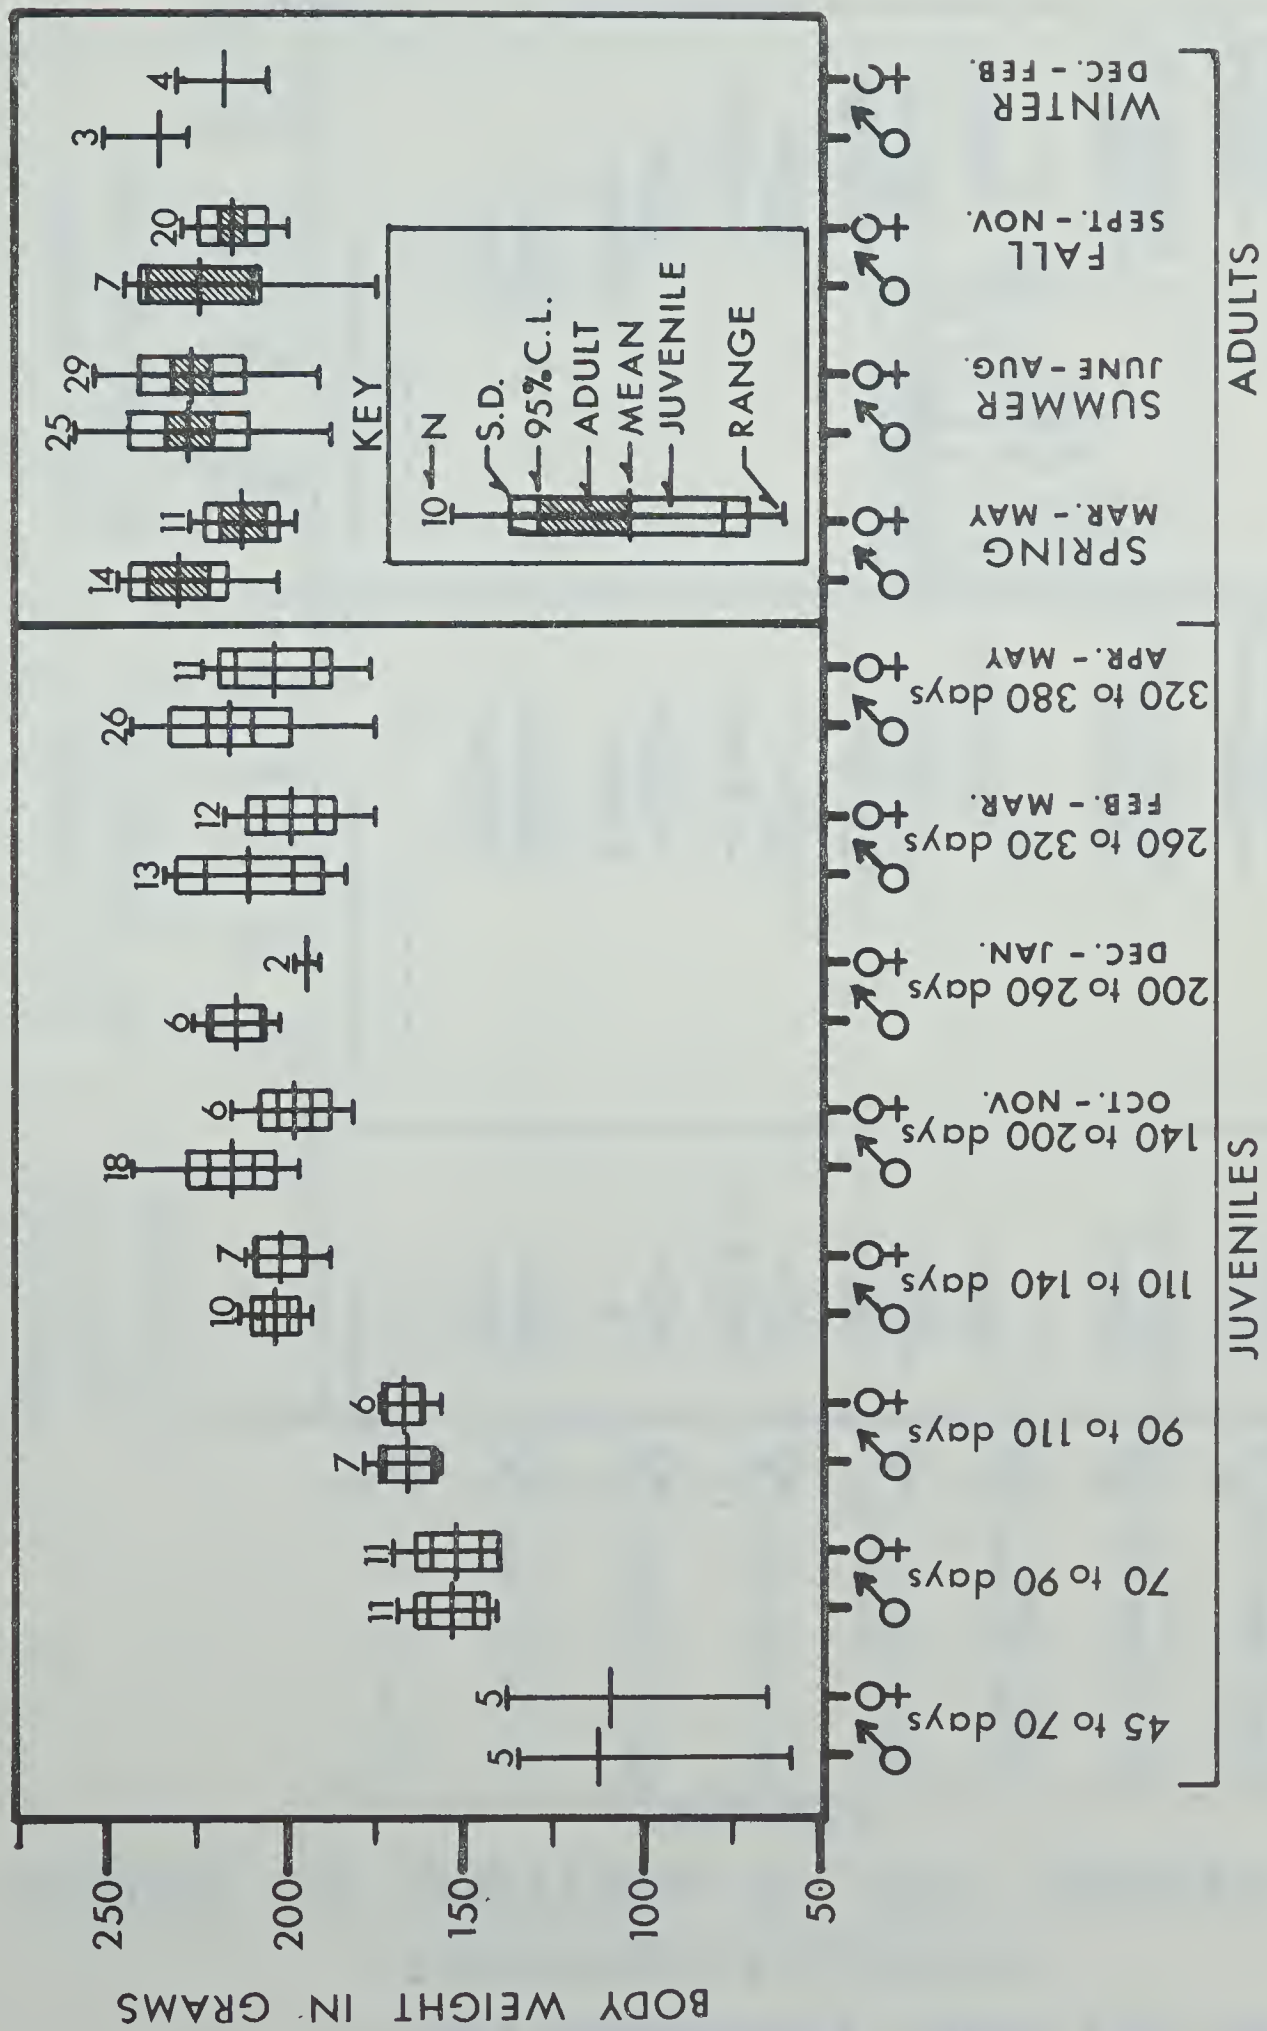 BODY WEIGHT IN GRAMS
250
200
150
100
50
5
5
11
11
7
6
10
7
18
6
6
2
13
12
26
11
14
11
25
29
7
20
3
4
KEY
10 N
S.D.
95% C.L.
ADULT
MEAN
JUVENILE
RANGE
♂ ♀
45 to 70 days
♂ ♀
70 to 90 days
♂ ♀
90 to 110 days
♂ ♀
110 to 140 days
♂ ♀
140 to 200 days
OCT. - NOV.
♂ ♀
200 to 260 days
DEC. - JAN.
♂ ♀
260 to 320 days
FEB. - MAR.
♂ ♀
320 to 380 days
APR. - MAY
♂ ♀
SPRING
MAR. - MAY
♂ ♀
SUMMER
JUNE - AUG.
♂ ♀
FALL
SEPT. - NOV.
♂ ♀
WINTER
DEC. - FEB.
JUVENILES
ADULTS